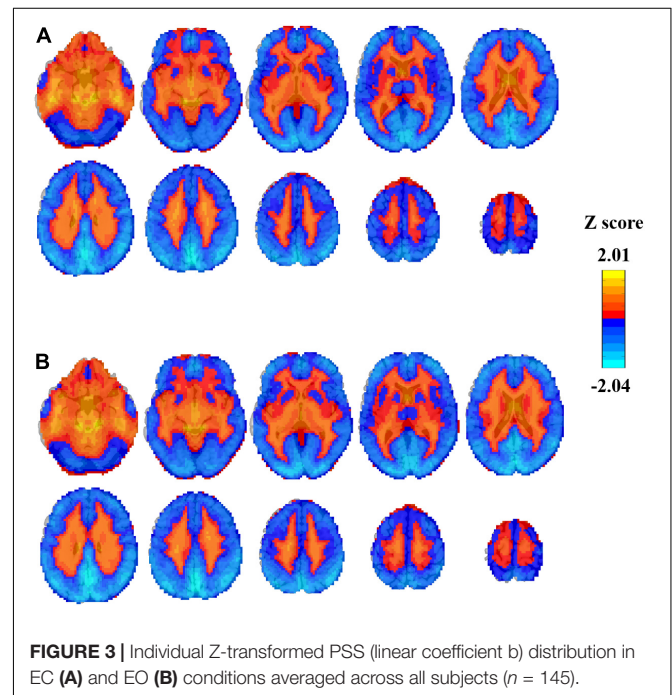 A
Z score
2.01
-2.04
B
FIGURE 3 | Individual Z-transformed PSS (linear coefficient b) distribution in
EC (A) and EO (B) conditions averaged across all subjects (n = 145).